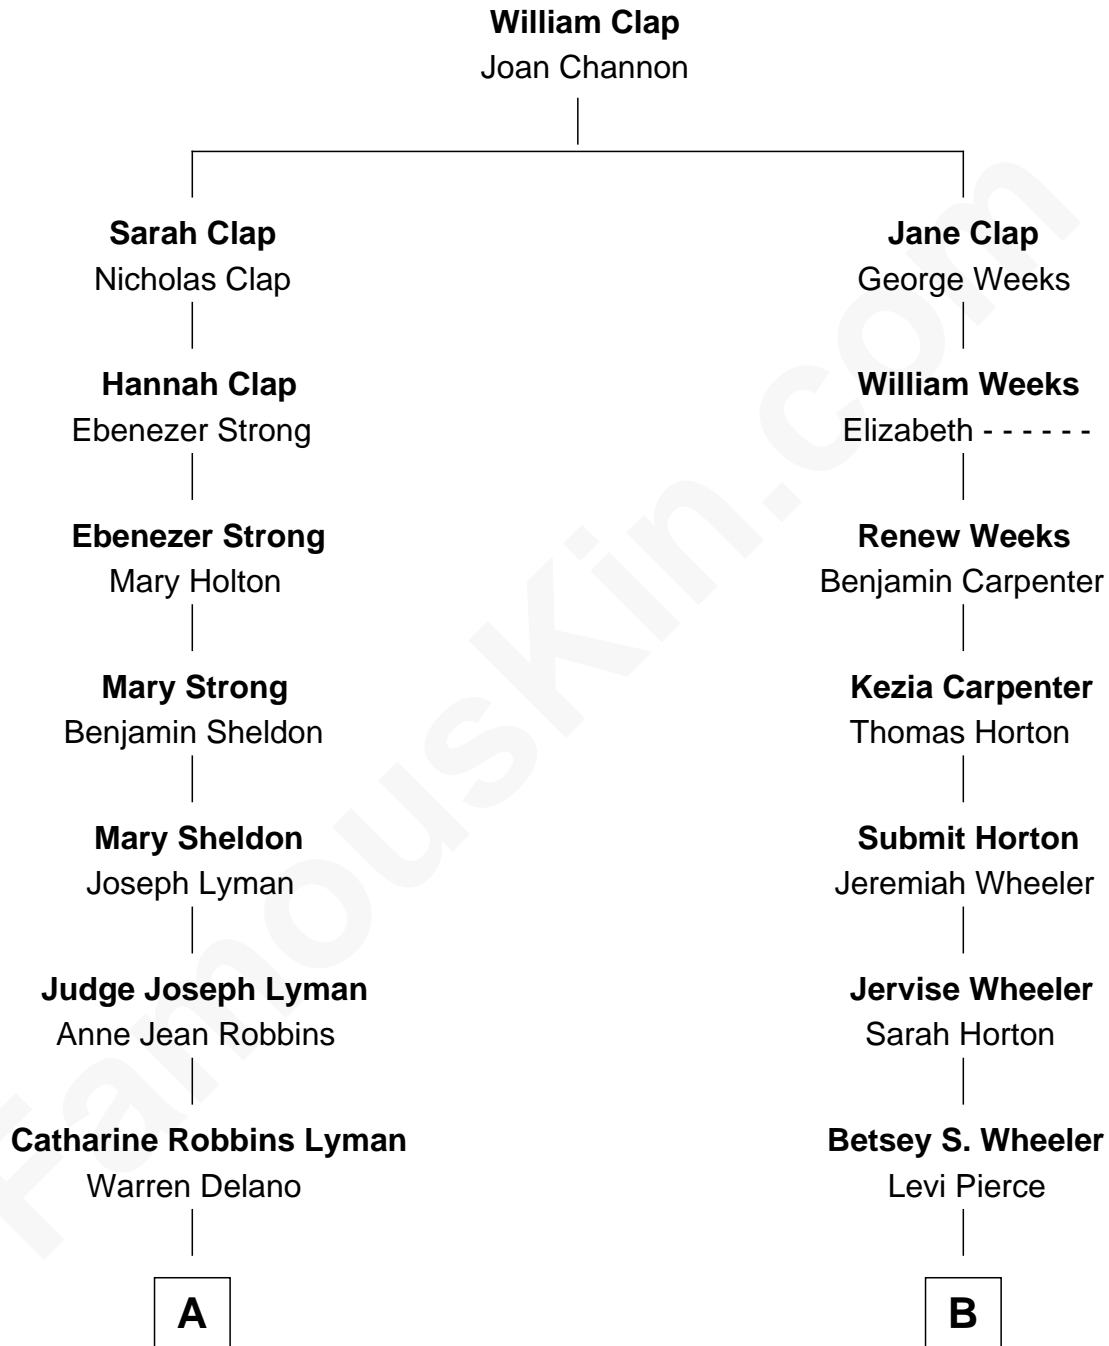 William Clap
Joan Channon
Sarah Clap
Nicholas Clap
Jane Clap
George Weeks
Hannah Clap
Ebenezer Strong
William Weeks
Elizabeth - - - - - -
Ebenezer Strong
Mary Holton
Renew Weeks
Benjamin Carpenter
Mary Strong
Benjamin Sheldon
Kezia Carpenter
Thomas Horton
Mary Sheldon
Joseph Lyman
Submit Horton
Jeremiah Wheeler
Judge Joseph Lyman
Anne Jean Robbins
Jervise Wheeler
Sarah Horton
Catharine Robbins Lyman
Warren Delano
Betsey S. Wheeler
Levi Pierce
A
B
FamousKin.com